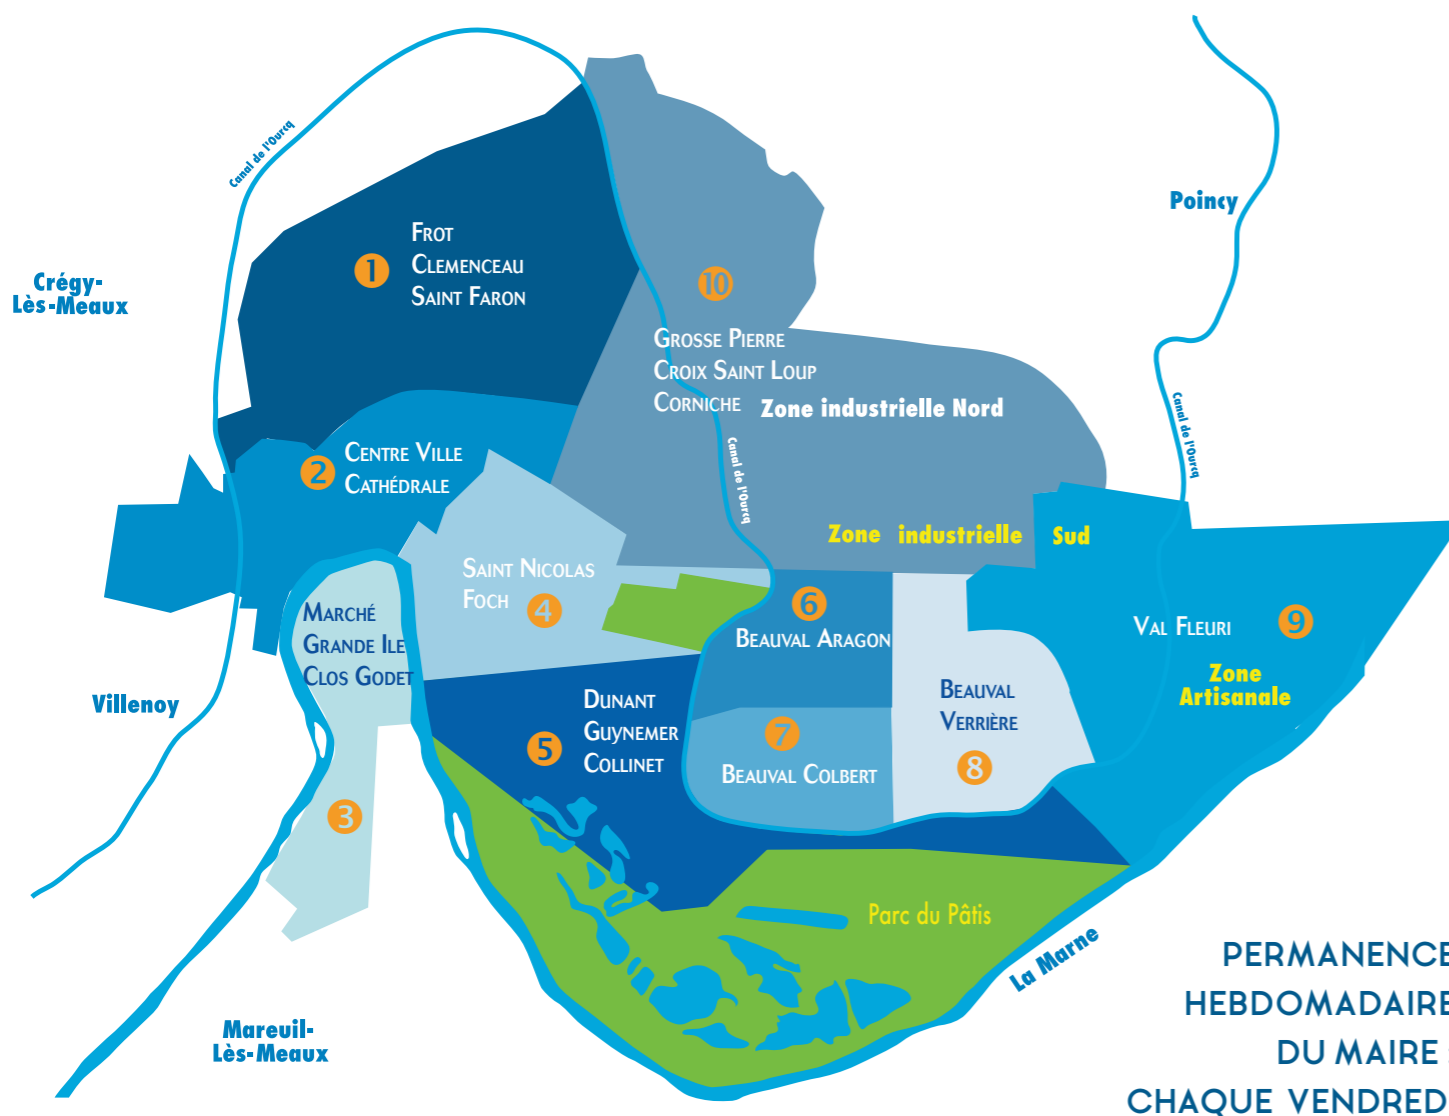 Canal de l'Ourcq
Poincy
1
Frot
Clemenceau
Saint Faron
Crégy-
Lès-Meaux
10
Grosse Pierre
Croix Saint Loup
Corniche
Zone industrielle Nord
Canal de l'Ourcq
Canal de l'Ourcq
2
Centre Ville
Cathédrale
Zone industrielle Sud
Saint Nicolas
Foch
4
Marché
Grande Ile
Clos Godet
6
Beauval Aragon
Val Fleuri
9
Zone
Artisanale
Villenoy
Dunant
Guynemer
Collinet
5
Beauval
Verrière
8
7
Beauval Colbert
3
Parc du Pâtis
La Marne
Mareuil-
Lès-Meaux
PERMANENCE
HEBDOMADAIRE
DU MAIRE :
CHAQUE VENDRED